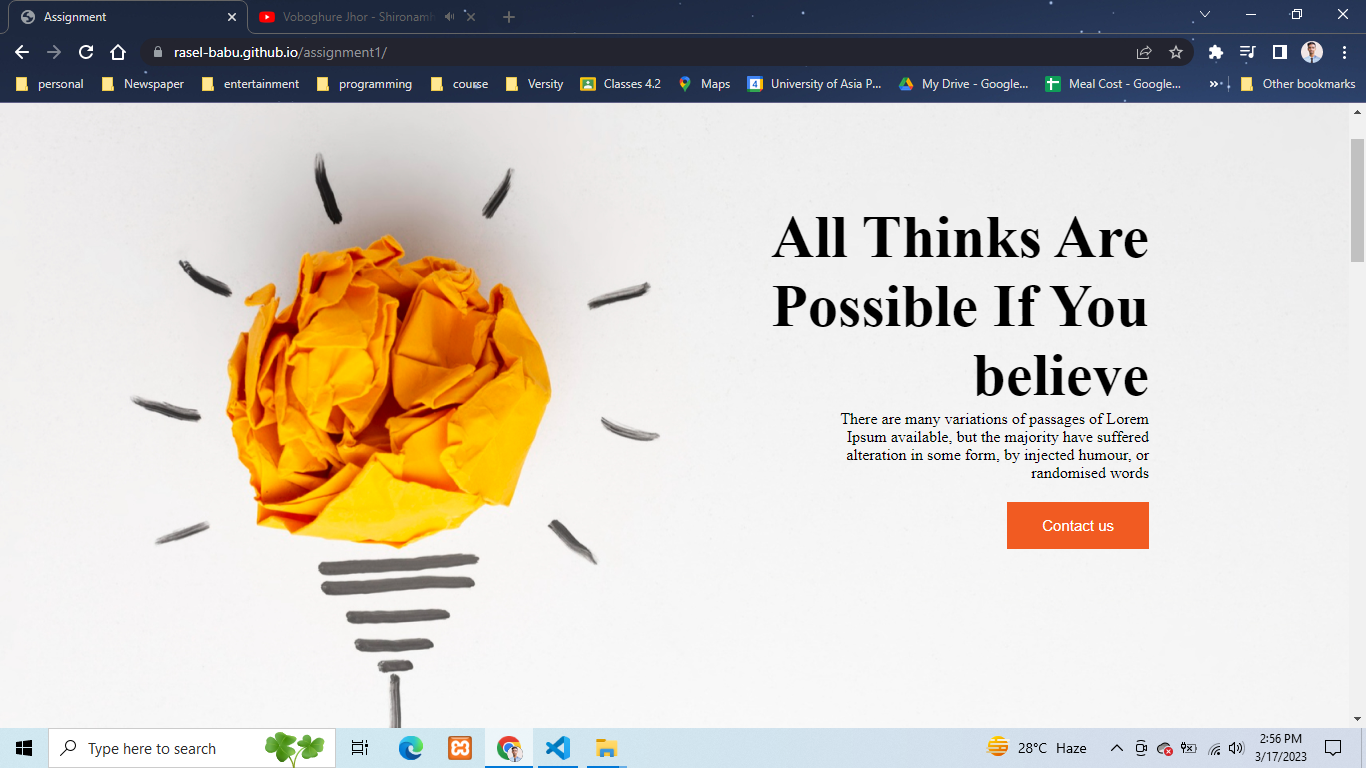 Assignment
Voboghure Jhor - Shironamh
rasel-babu.github.io/assignment1/
personal
Newspaper
entertainment
programming
couse
Versity
Classes 4.2
Maps
4
University of Asia P...
My Drive - Google...
Meal Cost - Google...
»
Other bookmarks
All Thinks Are
Possible If You
believe
There are many variations of passages of Lorem
Ipsum available, but the majority have suffered
alteration in some form, by injected humour, or
randomised words
Contact us
Type here to search
28°C Haze
2:56 PM
3/17/2023